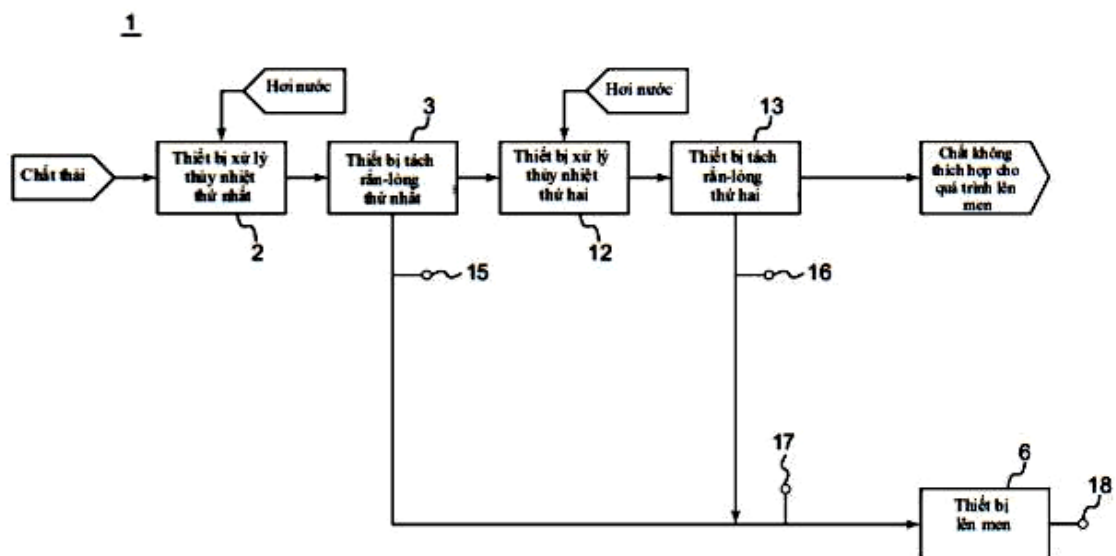 1
Hơi nước
Hơi nước
3
13
Chất thải
Thiết bị xử lý
thủy nhiệt
thứ nhất
Thiết bị tách
rắn-lỏng
thứ nhất
Thiết bị xử lý
thủy nhiệt
thứ hai
Thiết bị tách
rắn-lỏng
thứ hai
Chất không
thích hợp cho
quá trình lên
men
2
12
15
16
17
6
18
Thiết bị
lên men